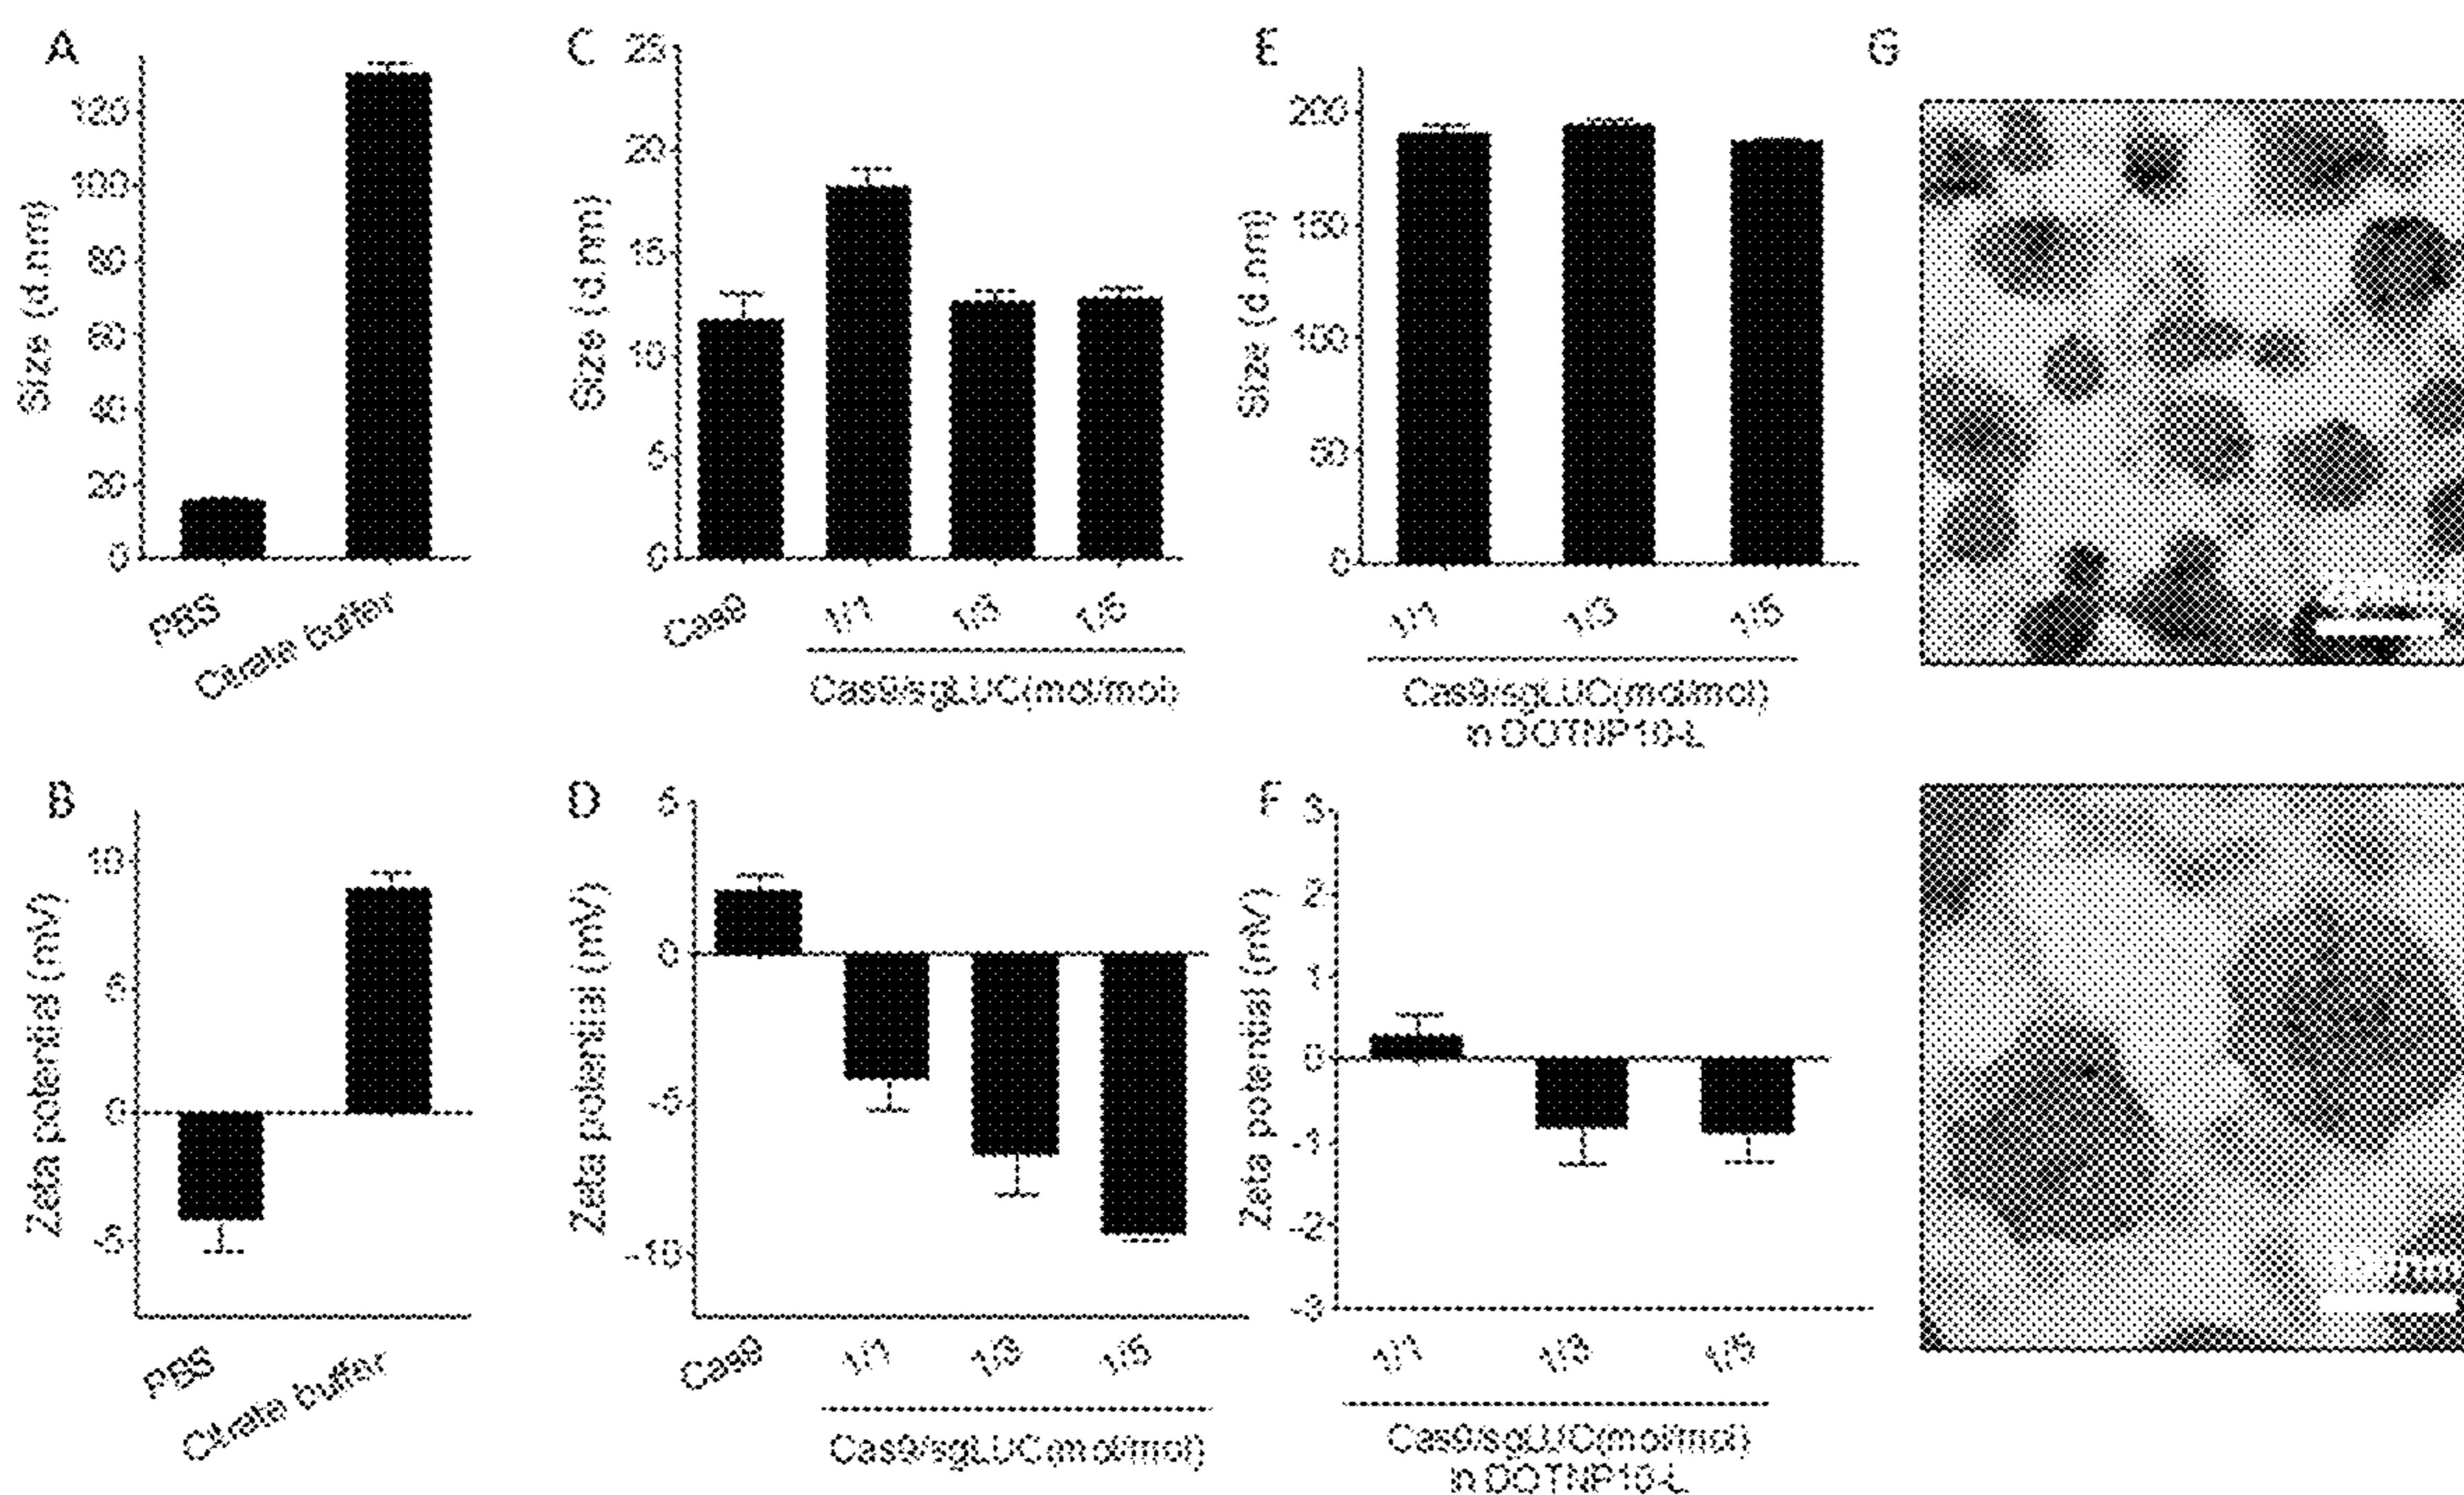 A
Size (d.nm)
120
100
80
60
40
20
0
PBS
Citrate buffer
C
Size (d.nm)
25
20
15
10
5
0
Cas9
1/1
1/3
1/5
Cas9/sgLUC(mol/mol)
E
Size (d.nm)
200
150
100
50
0
1/1
1/3
1/5
Cas9/sgLUC(mol/mol)
in DOTNP10-L
G
B
Zeta potential (mV)
10
5
0
-5
PBS
Citrate buffer
D
Zeta potential (mV)
5
0
-5
-10
Cas9
1/1
1/3
1/5
Cas9/sgLUC(mol/mol)
F
Zeta potential (mV)
3
2
1
0
-1
-2
-3
1/1
1/3
1/5
Cas9/sgLUC(mol/mol)
in DOTNP10-L